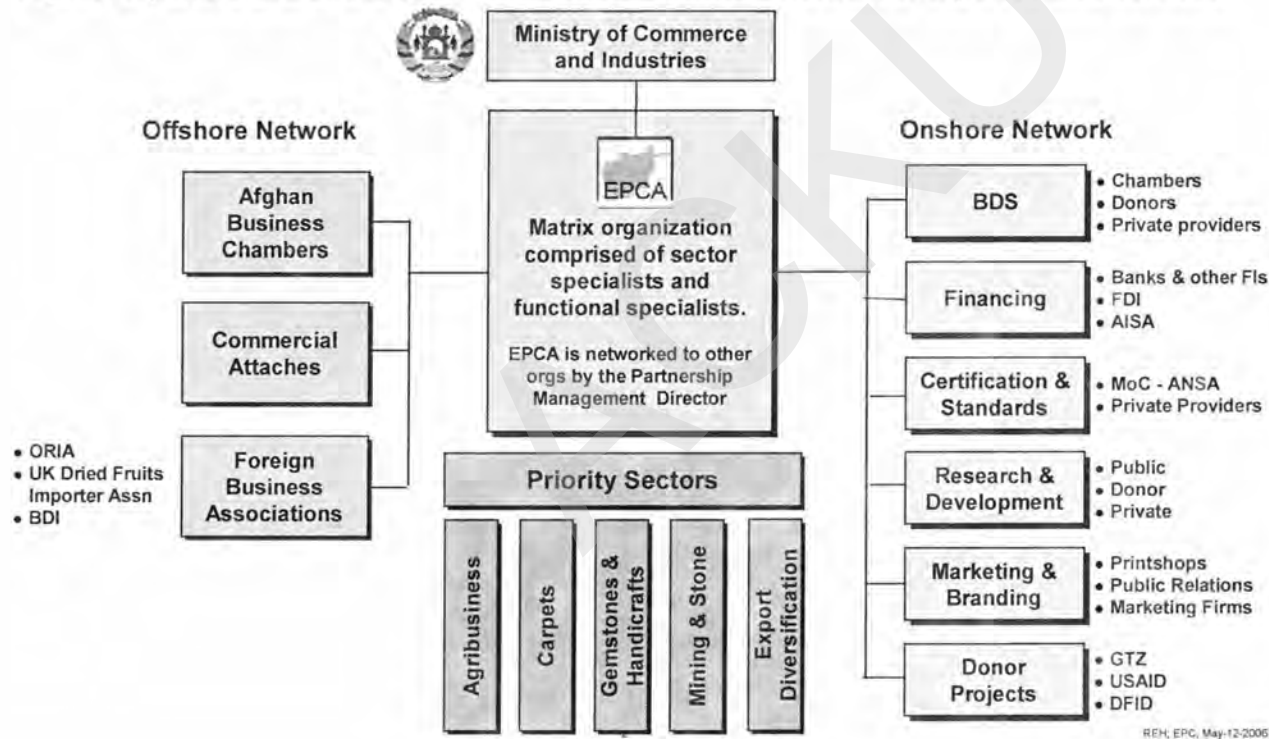 Ministry of Commerce
and Industries
Offshore Network
Onshore Network
EPCA
Matrix organization
comprised of sector
specialists and
functional specialists.
EPCA is networked to other
orgs by the Partnership
Management Director
Afghan
Business
Chambers
Commercial
Attaches
Foreign
Business
Associations
• ORIA
• UK Dried Fruits
Importer Assn
• BDI
BDS
• Chambers
• Donors
• Private providers
Financing
• Banks & other FIs
• FDI
• AISA
Certification &
Standards
• MoC - ANSA
• Private Providers
Research &
Development
• Public
• Donor
• Private
Marketing &
Branding
• Printshops
• Public Relations
• Marketing Firms
Donor
Projects
• GTZ
• USAID
• DFID
Priority Sectors
Agribusiness
Carpets
Gemstones &
Handicrafts
Mining & Stone
Export
Diversification
REH; EPC, May-12-2006
ACKU